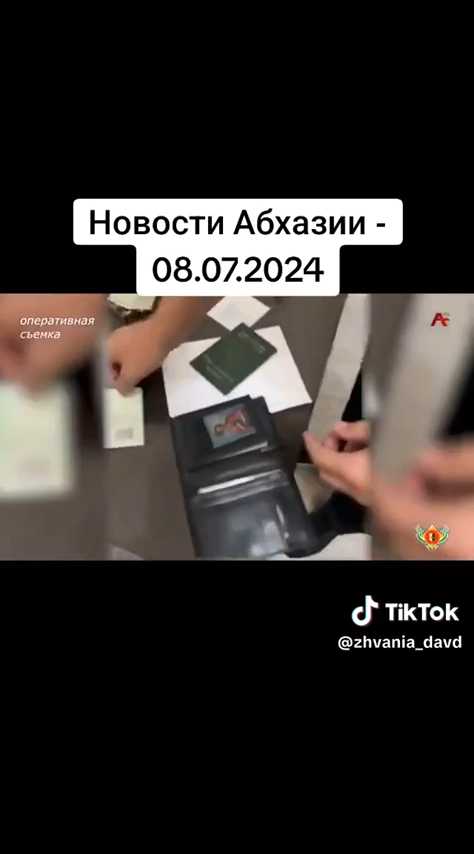 Новости Абхазии -
08.07.2024
оперативная
съемка
TikTok
@zhvania_davd